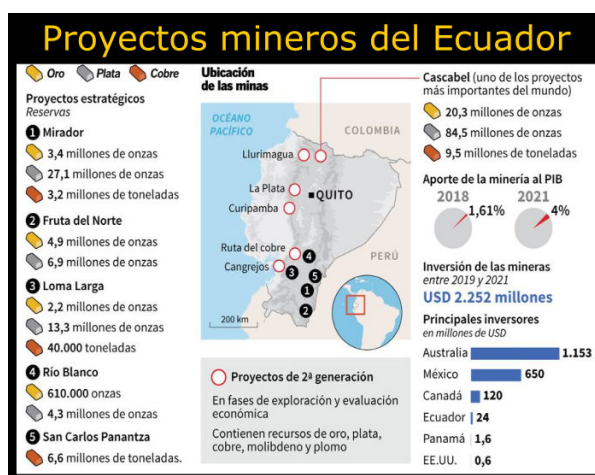 Proyectos mineros del Ecuador
Oro Plata Cobre
Proyectos estratégicos
Reservas
1 Mirador
3,4 millones de onzas
27,1 millones de onzas
3,2 millones de toneladas
2 Fruta del Norte
4,9 millones de onzas
6,9 millones de onzas
3 Loma Larga
2,2 millones de onzas
13,3 millones de onzas
40.000 toneladas
4 Río Blanco
610.000 onzas
4,3 millones de onzas
5 San Carlos Panantza
6,6 millones de toneladas.
Ubicación
de las minas
OCÉANO
PACÍFICO
COLOMBIA
Llurimagua
La Plata
QUITO
Curipamba
Ruta del cobre
4
PERÚ
Cangrejos
3
5
1
2
200 km
Proyectos de 2ª generación
En fases de exploración y evaluación
económica
Contienen recursos de oro, plata,
cobre, molibdeno y plomo
Cascabel (uno de los proyectos
más importantes del mundo)
20,3 millones de onzas
84,5 millones de onzas
9,5 millones de toneladas
Aporte de la minería al PIB
2018 2021
1,61% 4%
Inversión de las mineras
entre 2019 y 2021
USD 2.252 millones
Principales inversores
en millones de USD
Australia 1.153
México 650
Canadá 120
Ecuador 24
Panamá 1,6
EE.UU. 0,6